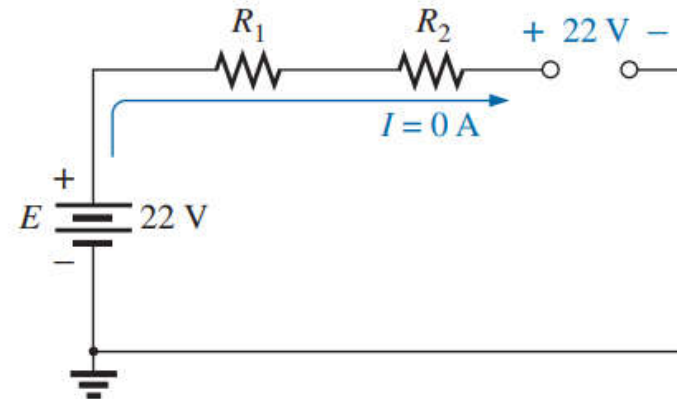 R₁ R₂ + 22 V −
I = 0 A
+
E 22 V
−